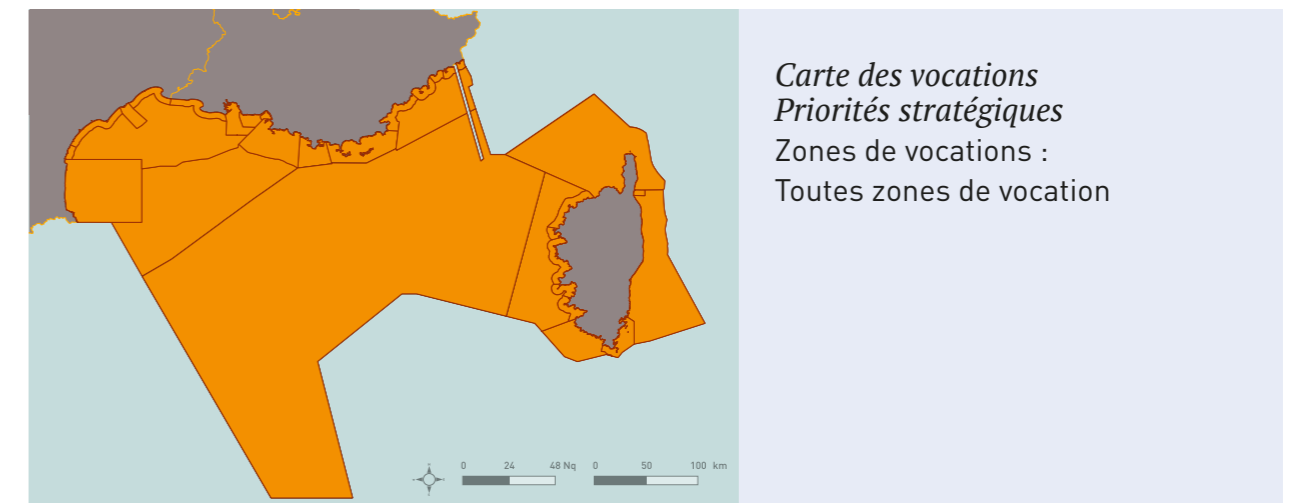 Carte des vocations
Priorités stratégiques
Zones de vocations :
Toutes zones de vocation
0 24 48 Nq 0 50 100 km